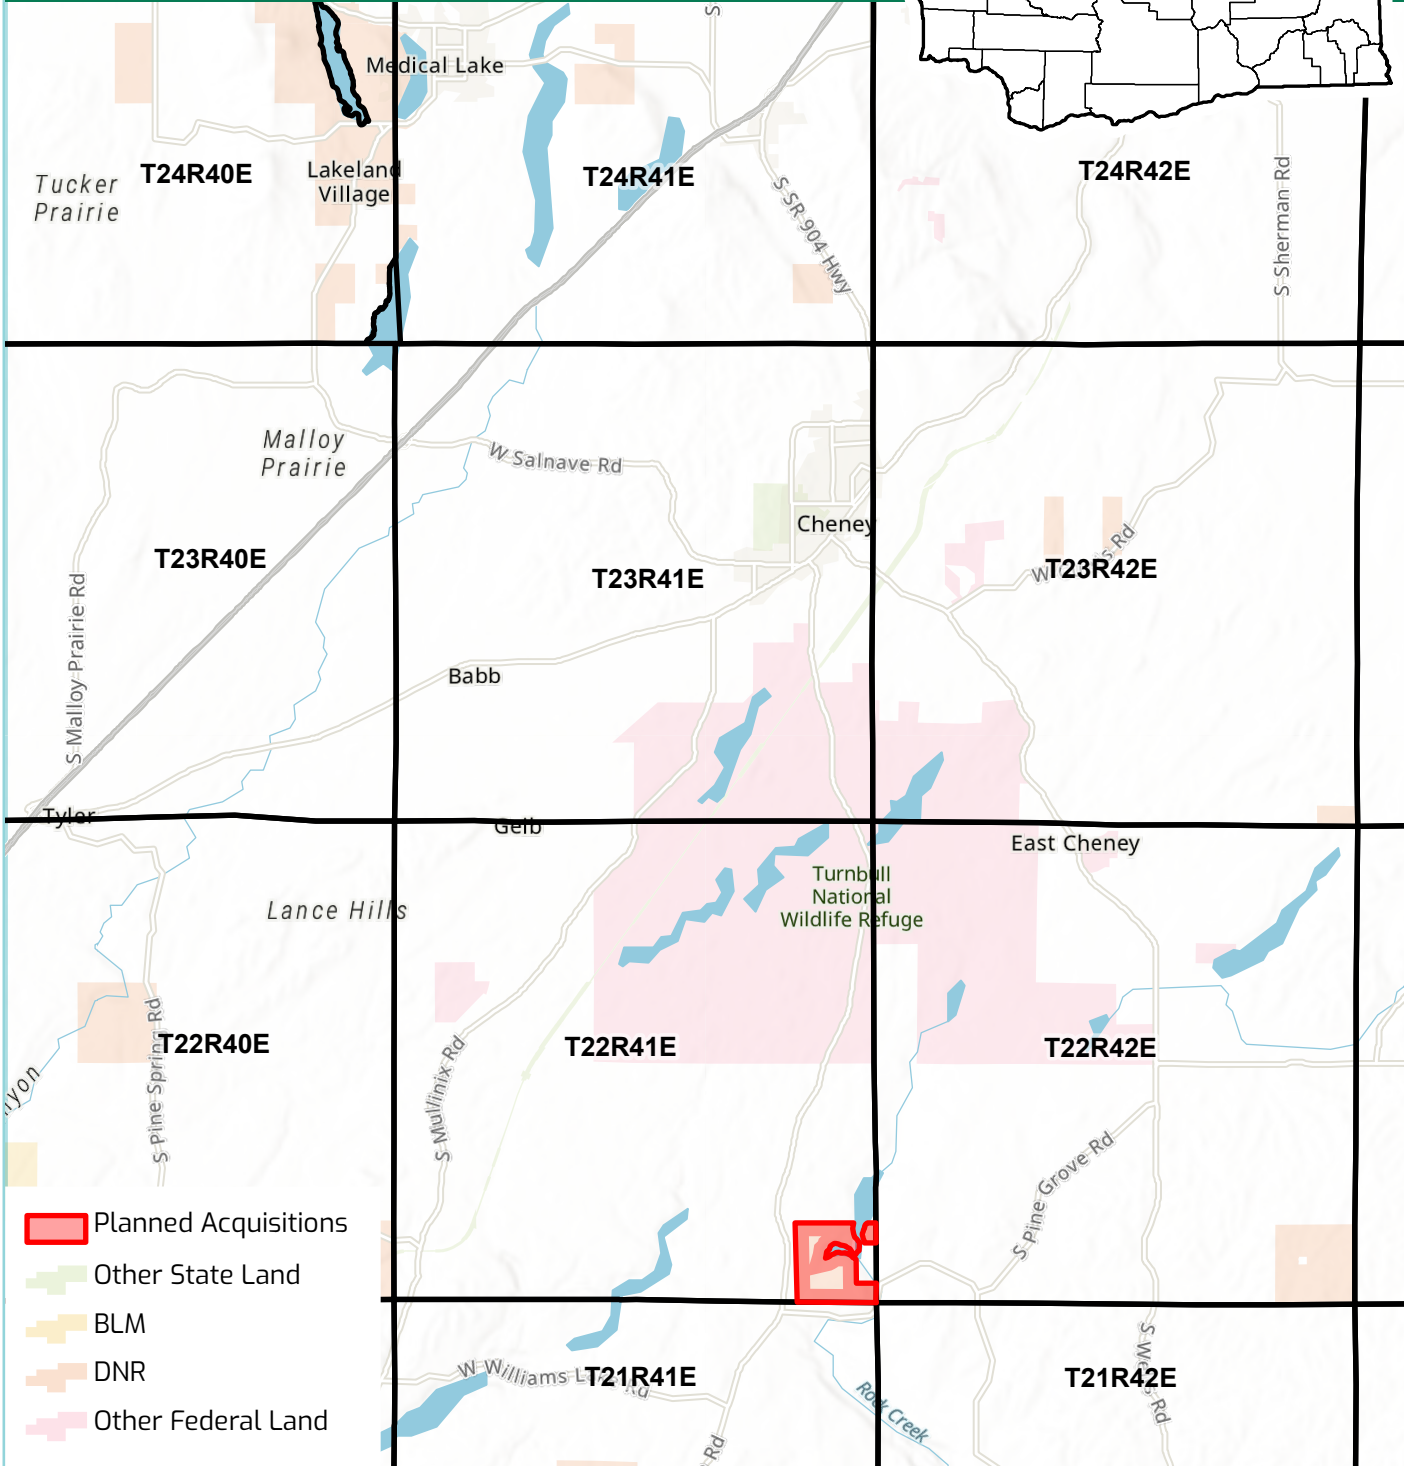 S
Medical Lake
T24R40E
Lakeland
Village
T24R41E
T24R42E
Tucker
Prairie
S SR 904 Hwy
S Sherman Rd
Malloy
Prairie
W Salnave Rd
Cheney
T23R40E
T23R41E
T23R42E
S Malloy Prairie Rd
Babb
Tyler
Gelb
East Cheney
Turnbull
National
Wildlife Refuge
Lance Hills
T22R40E
T22R41E
T22R42E
S Pine Spring Rd
S Mullinix Rd
S Pine Grove Rd
Planned Acquisitions
Other State Land
BLM
DNR
Other Federal Land
T21R41E
T21R42E
Rock Creek
Rd